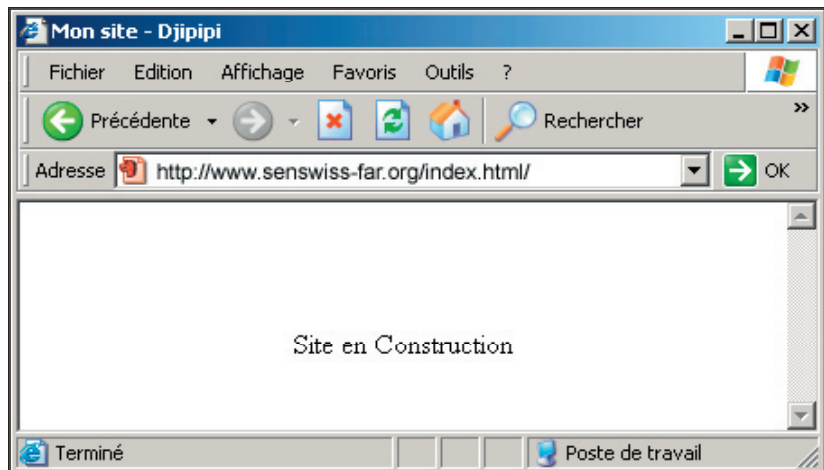 Mon site - Djipipi
Fichier Edition Affichage Favoris Outils ?
Précédente Rechercher »
Adresse http://www.senswiss-far.org/index.html/ OK
Site en Construction
Terminé Poste de travail